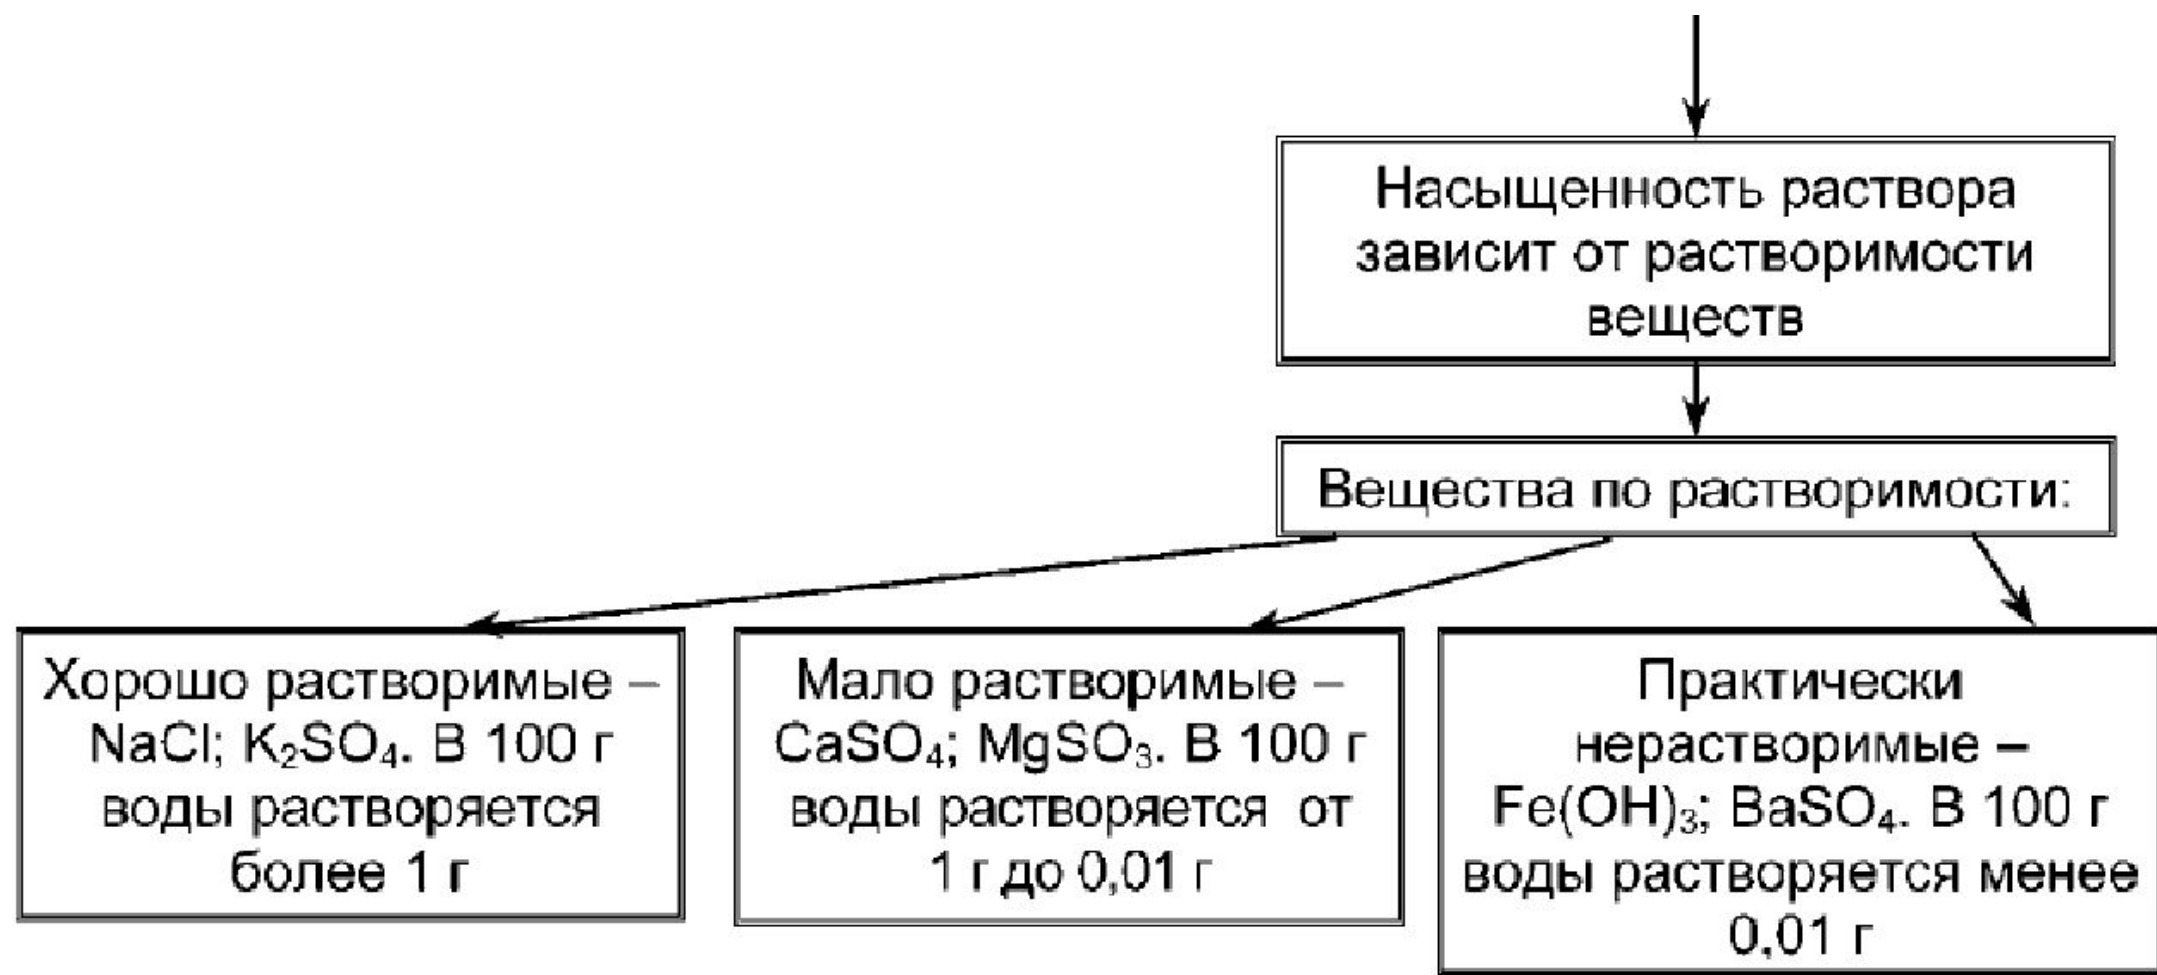 Насыщенность раствора
зависит от растворимости
веществ
Вещества по растворимости:
Хорошо растворимые –
NaCl; K₂SO₄. В 100 г
воды растворяется
более 1 г
Мало растворимые –
CaSO₄; MgSO₃. В 100 г
воды растворяется от
1 г до 0,01 г
Практически
нерастворимые –
Fe(OH)₃; BaSO₄. В 100 г
воды растворяется менее
0,01 г